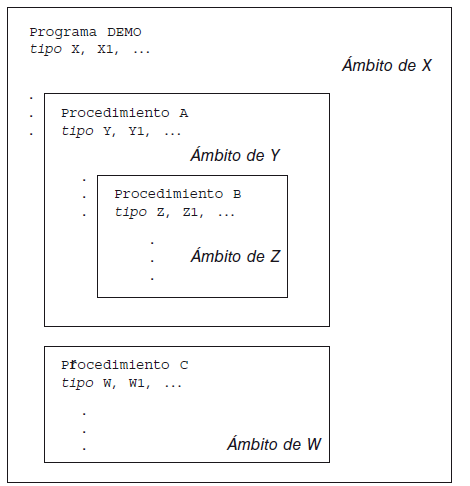 Programa DEMO
tipo X, X1, ...
Ámbito de X
.
.
.
Procedimiento A
tipo Y, Y1, ...
Ámbito de Y
.
.
.
Procedimiento B
tipo Z, Z1, ...
.
.
.
Ámbito de Z
Procedimiento C
tipo W, W1, ...
.
.
.
Ámbito de W